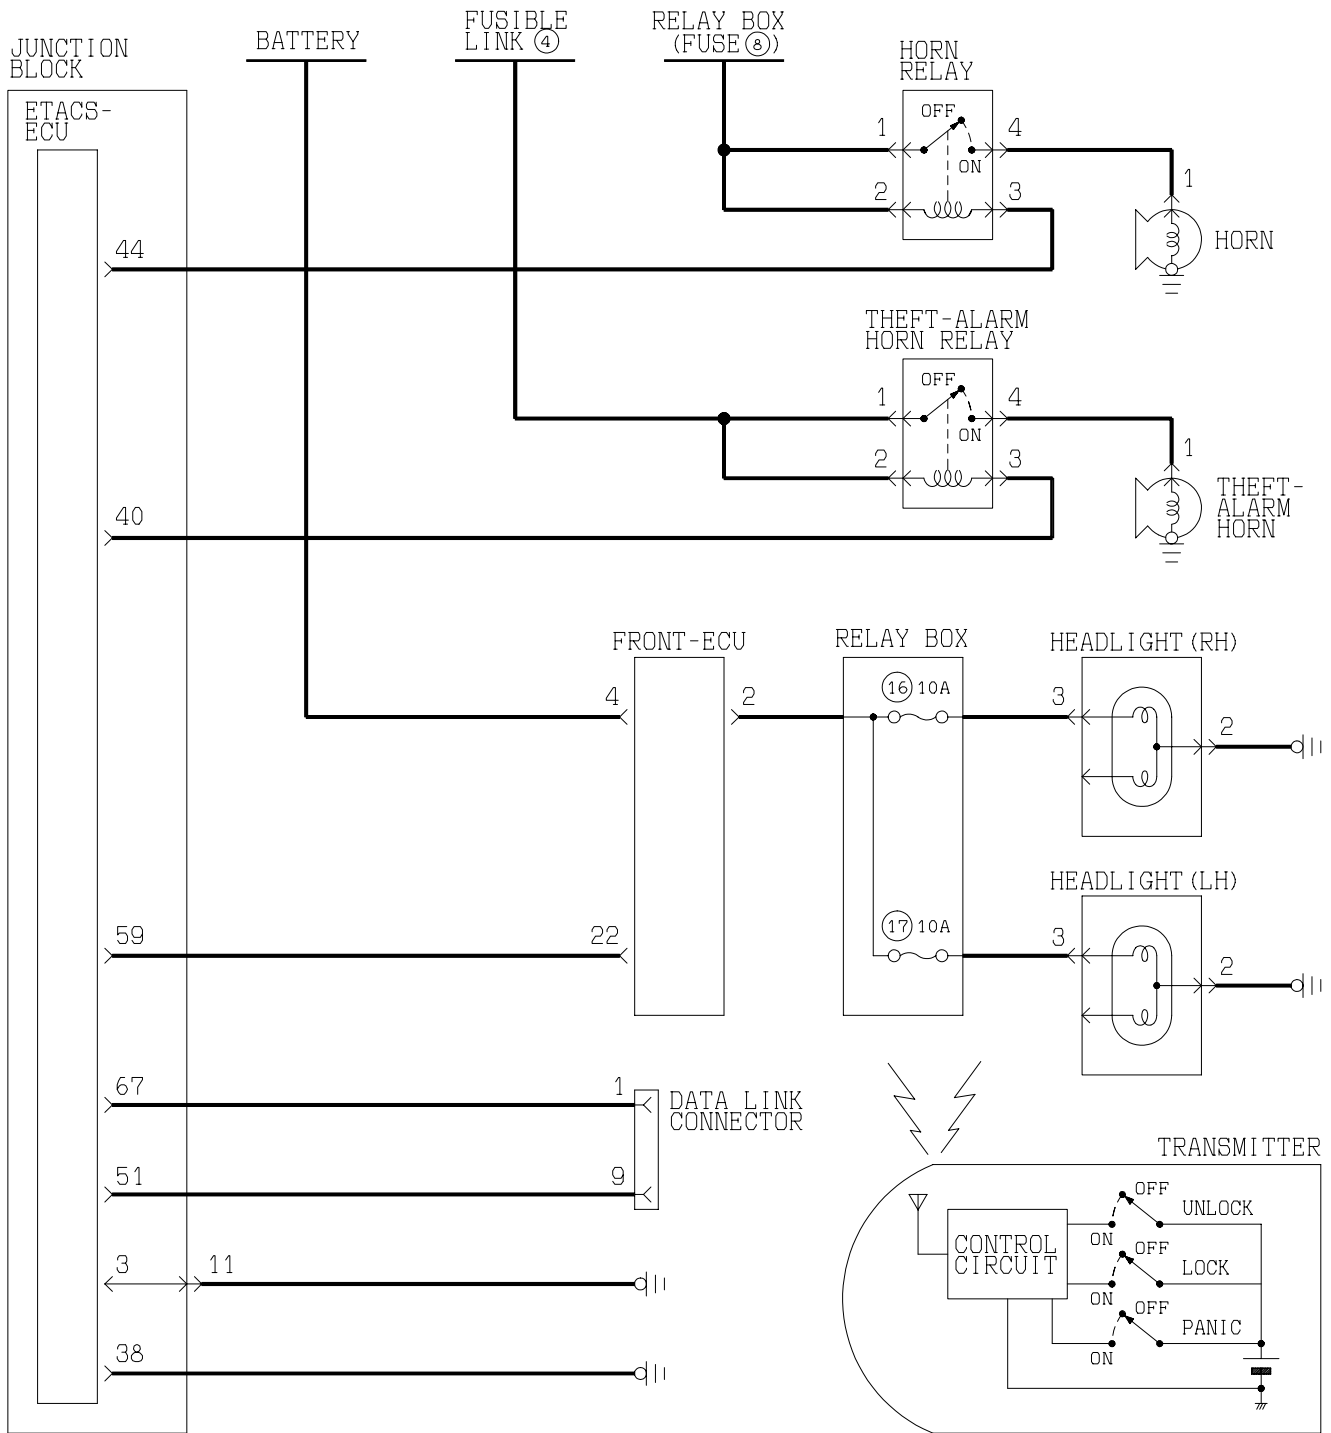 JUNCTION
BLOCK
ETACS-
ECU
BATTERY
FUSIBLE
LINK ④
RELAY BOX
(FUSE ⑧)
HORN
RELAY
OFF
ON
1
4
2
3
1
HORN
44
THEFT-ALARM
HORN RELAY
OFF
ON
1
4
2
3
1
THEFT-
ALARM
HORN
40
FRONT-ECU
4
2
RELAY BOX
⑯ 10A
HEADLIGHT (RH)
3
2
⑰ 10A
HEADLIGHT (LH)
3
2
59
22
67
1
DATA LINK
CONNECTOR
51
9
3
11
38
TRANSMITTER
CONTROL
CIRCUIT
OFF
UNLOCK
ON
OFF
LOCK
ON
OFF
PANIC
ON